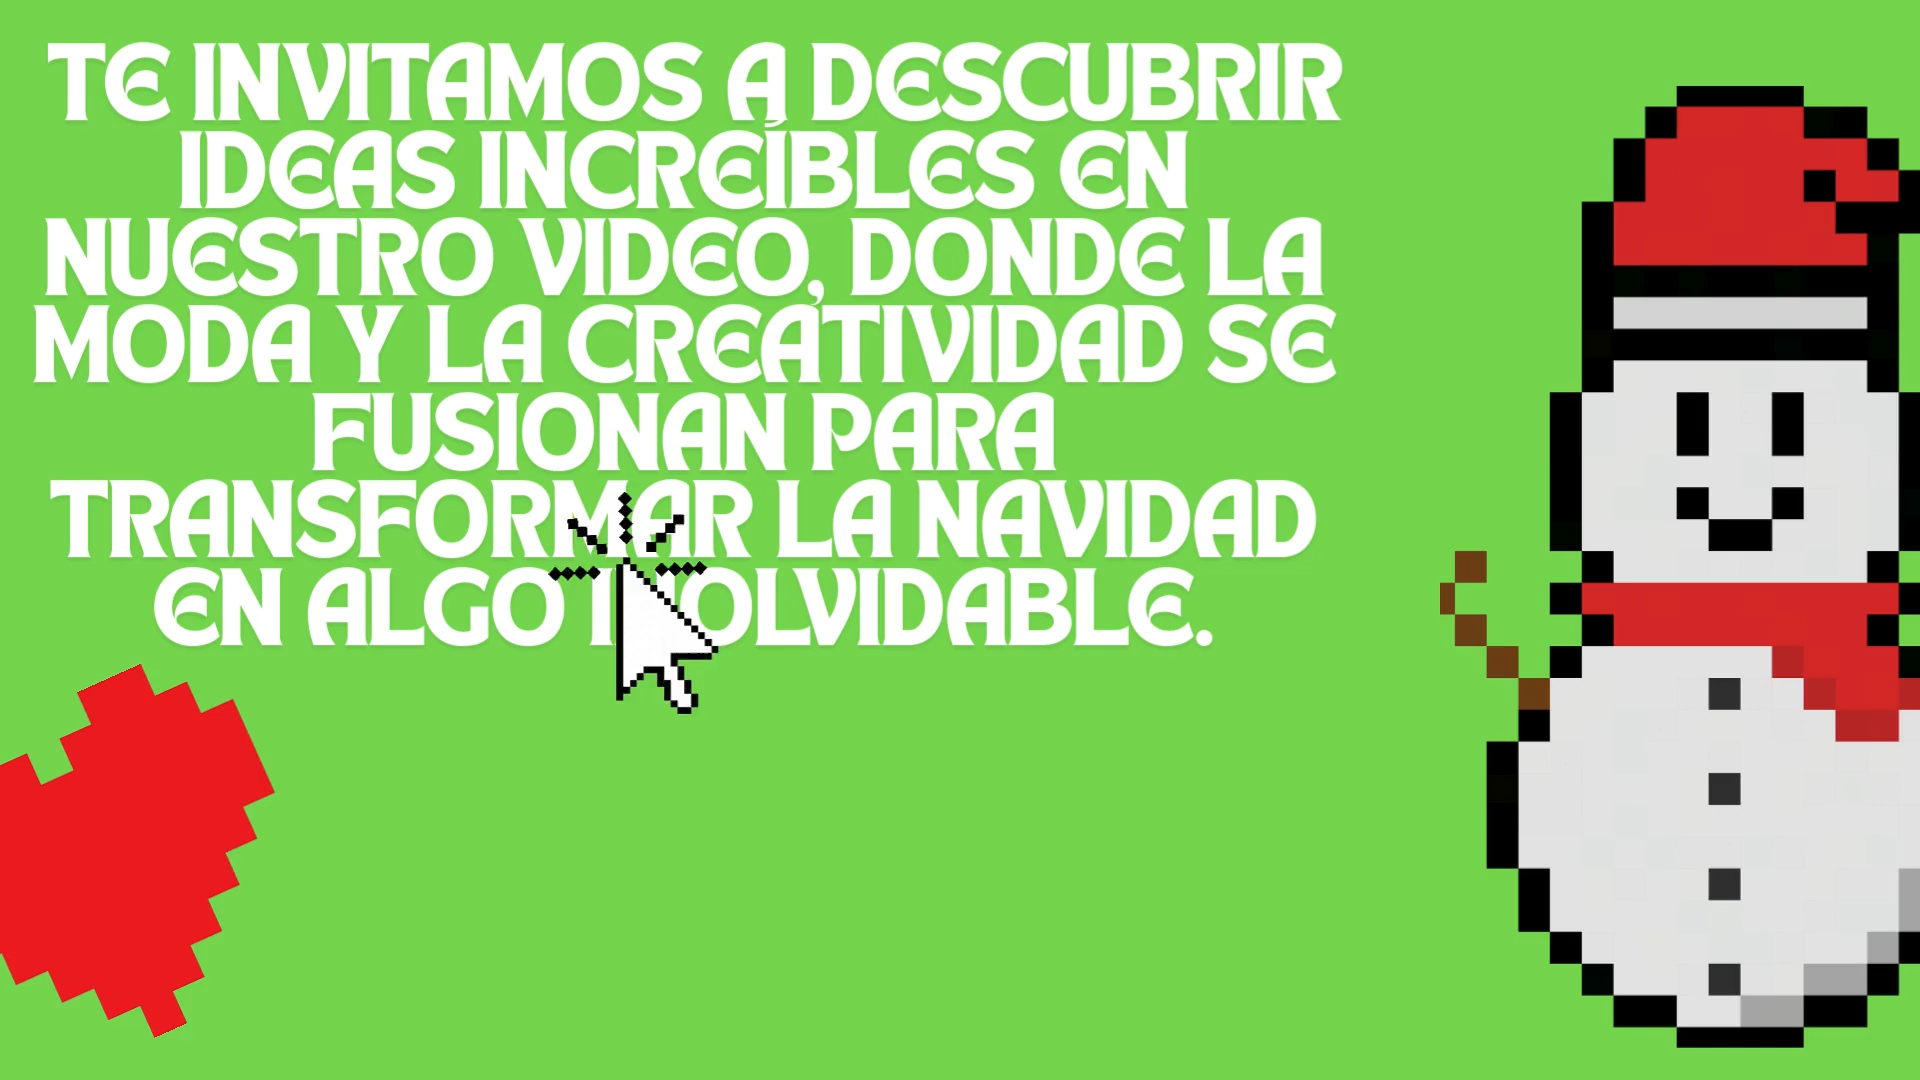 TE INVITAMOS A DESCUBRIR
IDEAS INCREÍBLES EN
NUESTRO VIDEO, DONDE LA
MODA Y LA CREATIVIDAD SE
FUSIONAN PARA
TRANSFORMAR LA NAVIDAD
EN ALGO INOLVIDABLE.